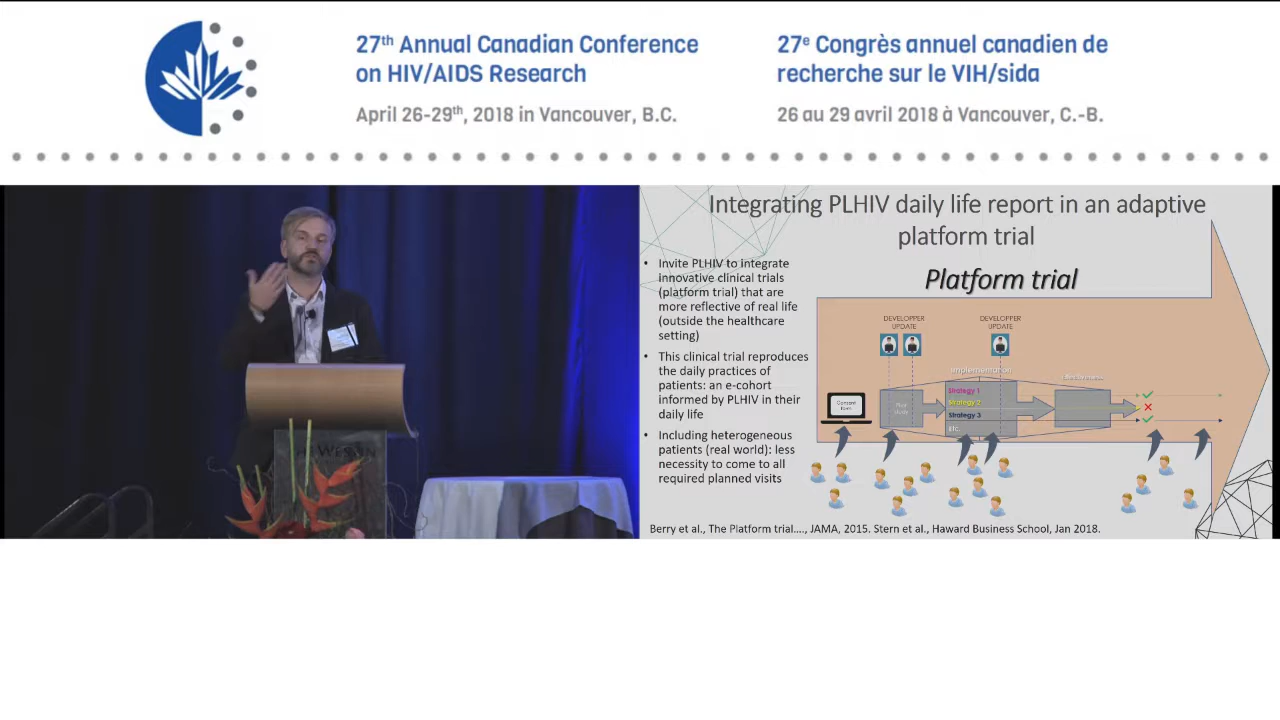 27th Annual Canadian Conference
on HIV/AIDS Research
April 26-29th, 2018 in Vancouver, B.C.
27e Congrès annuel canadien de
recherche sur le VIH/sida
26 au 29 avril 2018 à Vancouver, C.-B.
Integrating PLHIV daily life report in an adaptive
platform trial
• Invite PLHIV to integrate
innovative clinical trials
(platform trial) that are
more reflective of real life
(outside the healthcare
setting)
• This clinical trial reproduces
the daily practices of
patients: an e-cohort
informed by PLHIV in their
daily life
• Including heterogeneous
patients (real world): less
necessity to come to all
required planned visits
Platform trial
DEVELOPPER
UPDATE
DEVELOPPER
UPDATE
Implementation
Consent
form
Strategy 1
Strategy 2
Strategy 3
Etc.
Berry et al., The Platform trial...., JAMA, 2015. Stern et al., Haward Business School, Jan 2018.